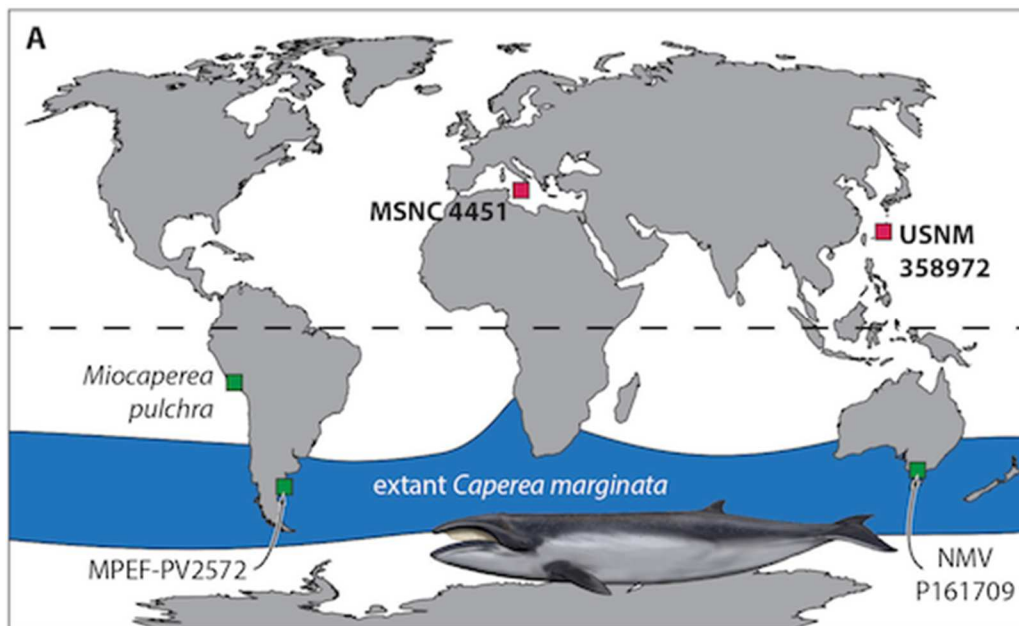 A
MSNC 4451
USNM
358972
Miocaperea
pulchra
extant Caperea marginata
MPEF-PV2572
NMV
P161709